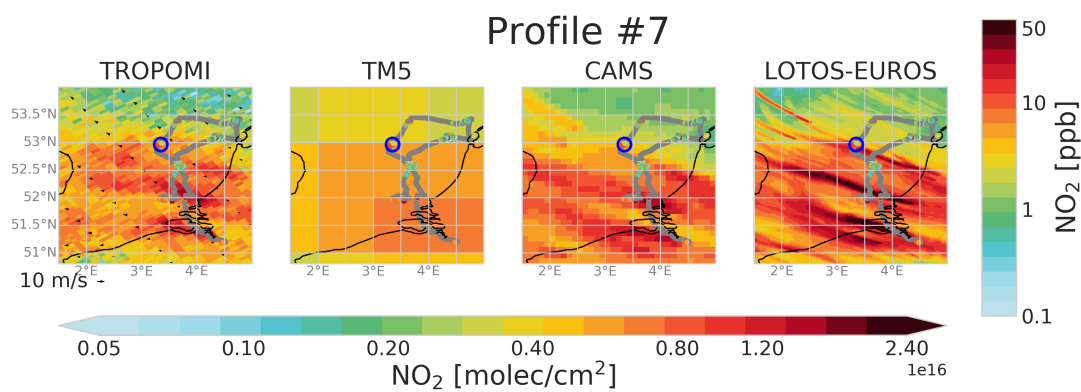 Profile #7
TROPOMI
TM5
CAMS
LOTOS-EUROS
53.5°N
53°N
52.5°N
52°N
51.5°N
51°N
2°E 3°E 4°E
2°E 3°E 4°E
2°E 3°E 4°E
2°E 3°E 4°E
10 m/s
50
10
1
0.1
NO₂ [ppb]
0.05 0.10 0.20 0.40 0.80 1.20 2.40
1e16
NO₂ [molec/cm²]